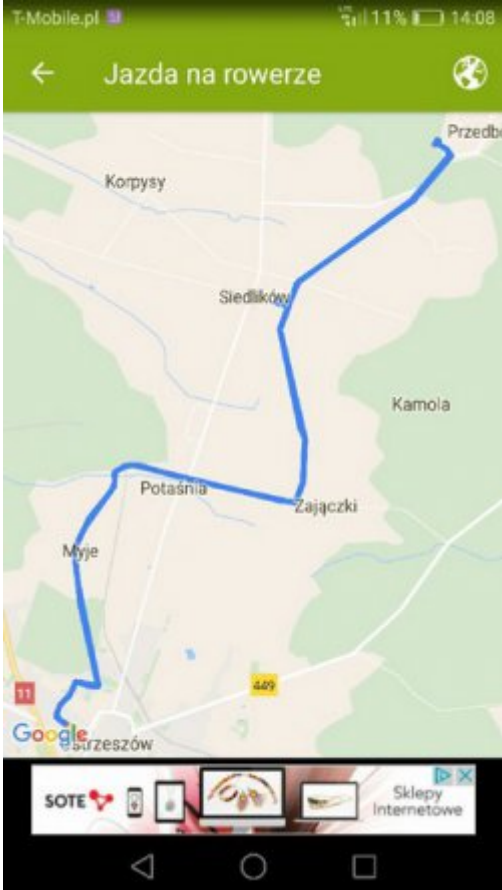 T-Mobile.pl 11% 14:08
Jazda na rowerze
Przedb
Korpysy
Siedlików
Kamola
Potaśnia
Zajączki
Myje
449
11
Google
strzeszów
SOTE
Sklepy
Internetowe